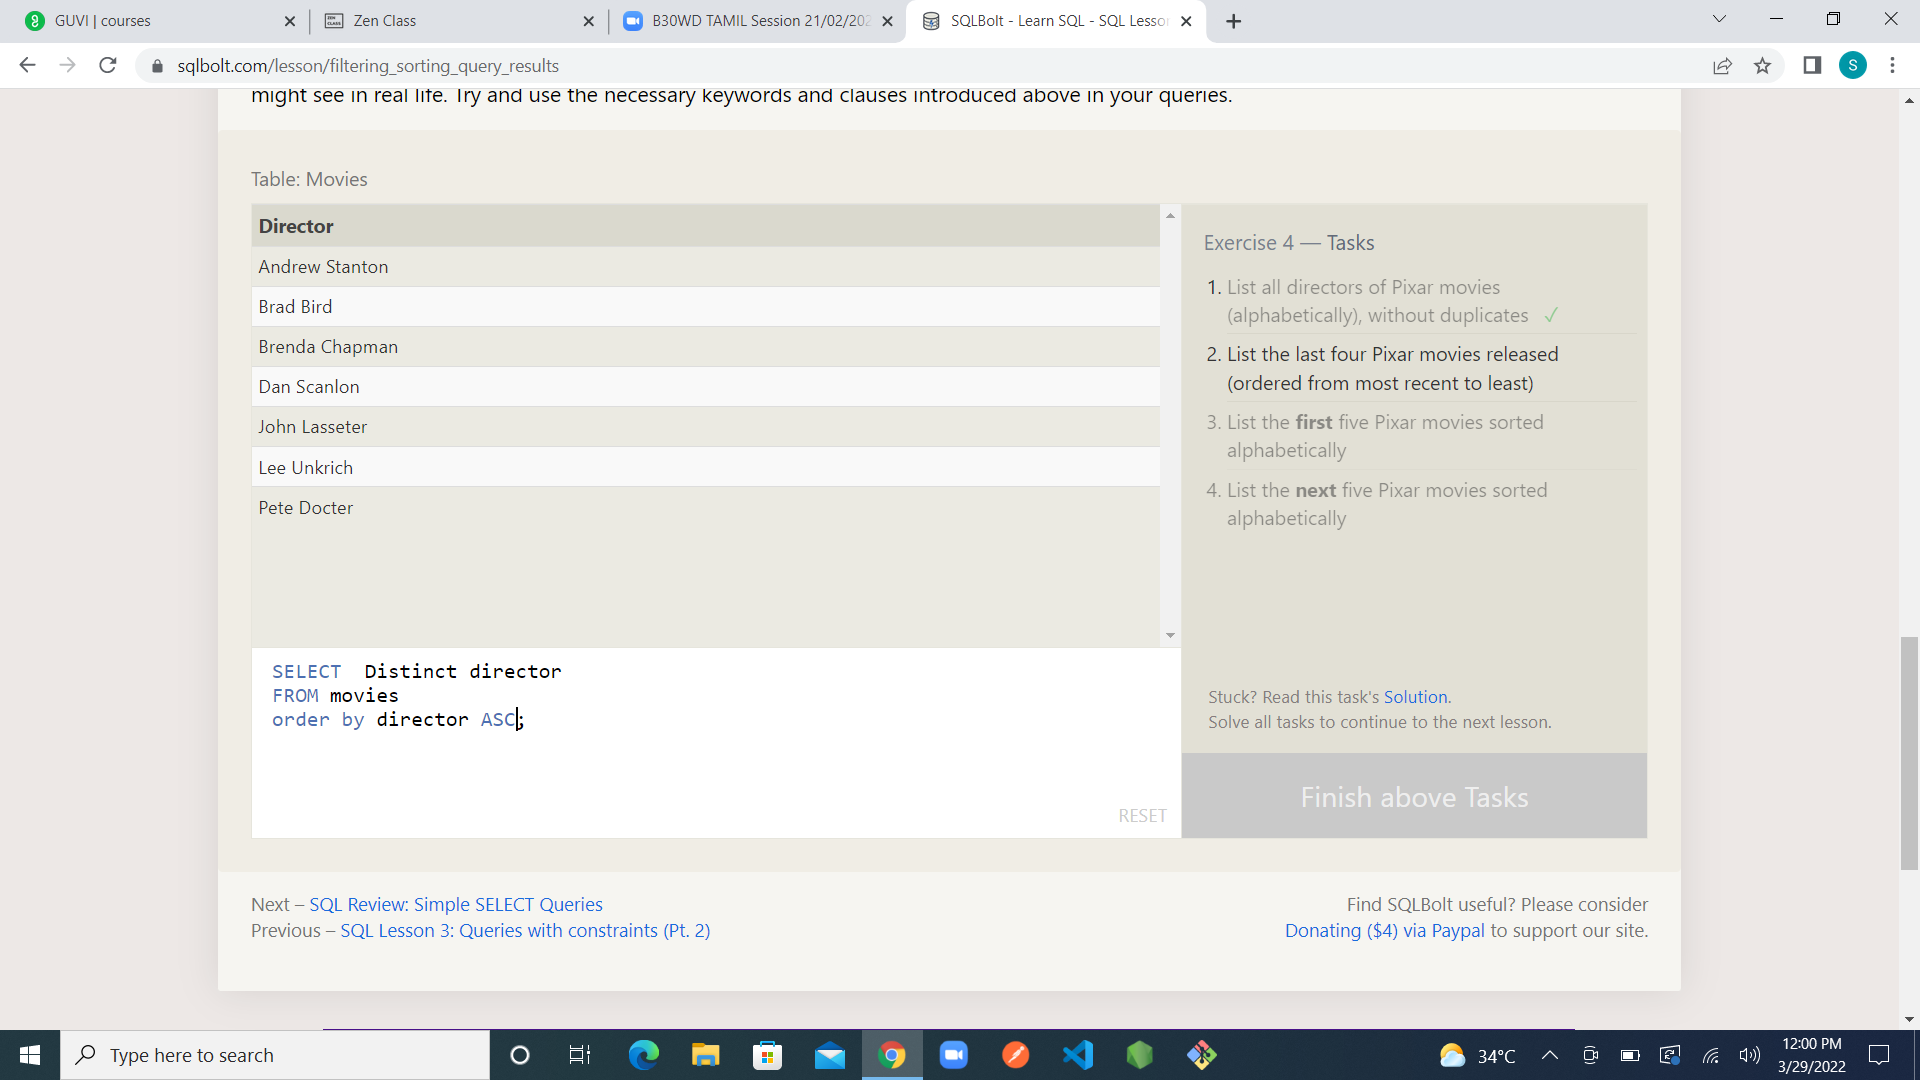 GUVI | courses
Zen Class
B30WD TAMIL Session 21/02/202
SQLBolt - Learn SQL - SQL Lesson
sqlbolt.com/lesson/filtering_sorting_query_results
S
might see in real life. Try and use the necessary keywords and clauses introduced above in your queries.
Table: Movies
Director
Andrew Stanton
Brad Bird
Brenda Chapman
Dan Scanlon
John Lasseter
Lee Unkrich
Pete Docter
SELECT  Distinct director
FROM movies
order by director ASC;
RESET
Exercise 4 — Tasks
1. List all directors of Pixar movies
(alphabetically), without duplicates ✓
2. List the last four Pixar movies released
(ordered from most recent to least)
3. List the first five Pixar movies sorted
alphabetically
4. List the next five Pixar movies sorted
alphabetically
Stuck? Read this task's Solution.
Solve all tasks to continue to the next lesson.
Finish above Tasks
Next – SQL Review: Simple SELECT Queries
Previous – SQL Lesson 3: Queries with constraints (Pt. 2)
Find SQLBolt useful? Please consider
Donating ($4) via Paypal to support our site.
Type here to search
34°C
12:00 PM
3/29/2022